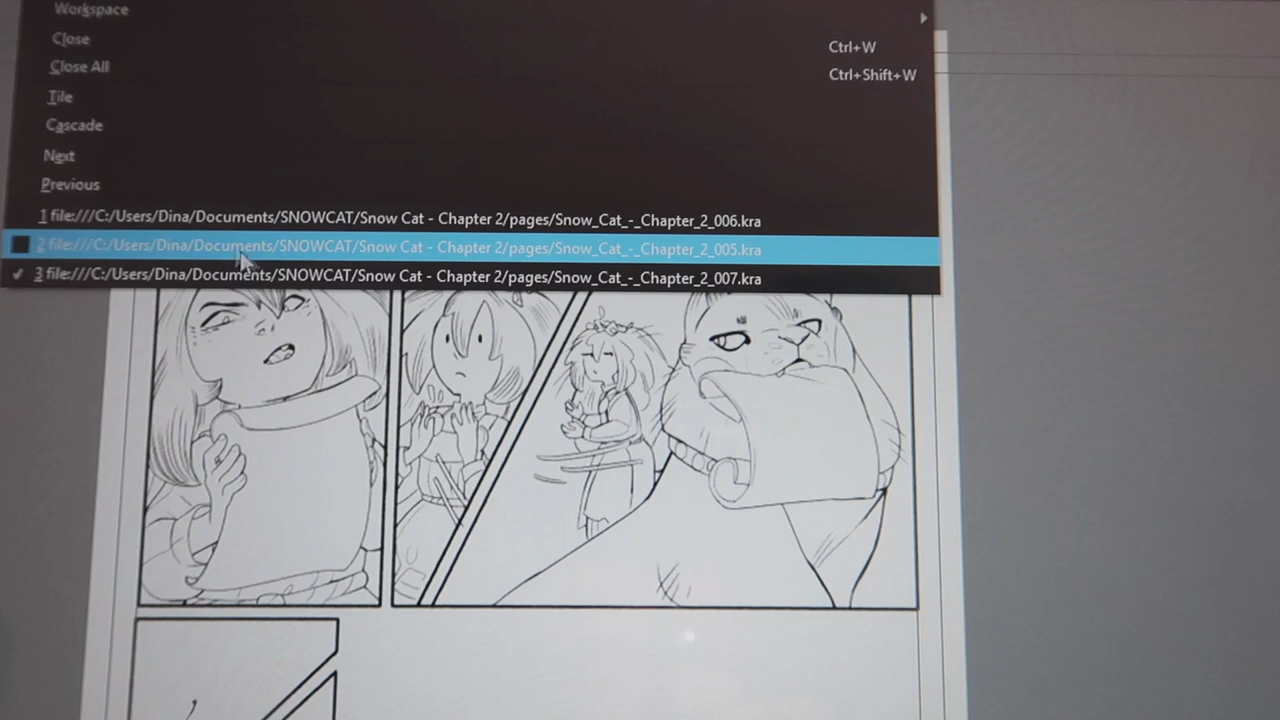 Workspace
Close Ctrl+W
Close All Ctrl+Shift+W
Tile
Cascade
Next
Previous
1 file:///C:/Users/Dina/Documents/SNOWCAT/Snow Cat - Chapter 2/pages/Snow_Cat_-_Chapter_2_006.kra
2 file:///C:/Users/Dina/Documents/SNOWCAT/Snow Cat - Chapter 2/pages/Snow_Cat_-_Chapter_2_005.kra
✓ 3 file:///C:/Users/Dina/Documents/SNOWCAT/Snow Cat - Chapter 2/pages/Snow_Cat_-_Chapter_2_007.kra